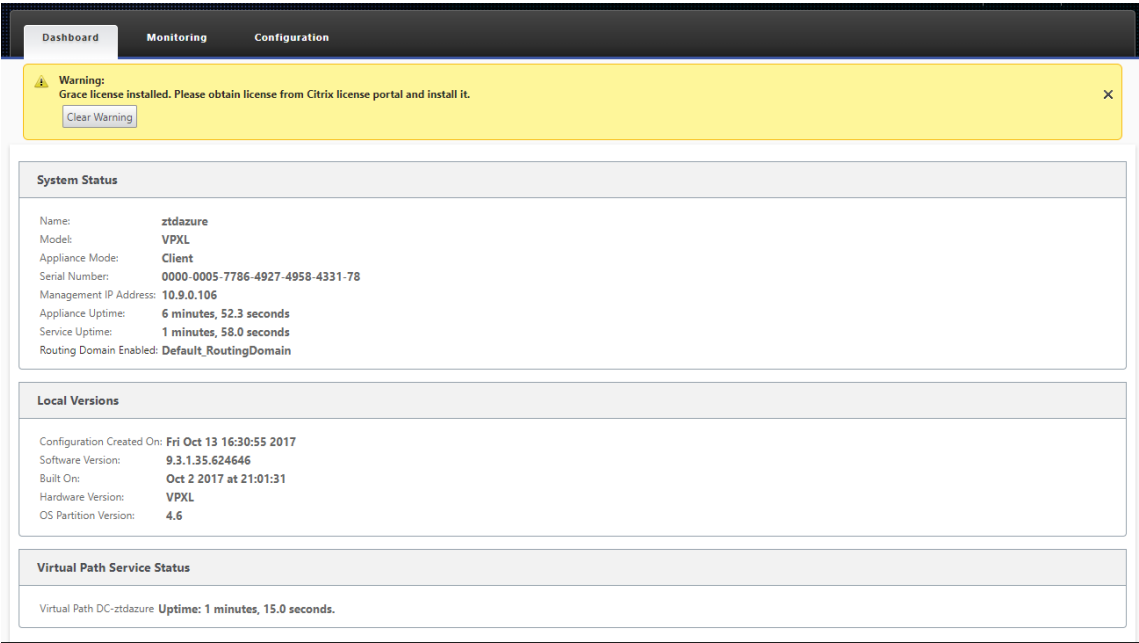 Dashboard Monitoring Configuration
Warning:
Grace license installed. Please obtain license from Citrix license portal and install it.
Clear Warning
System Status
Name: ztdazure
Model: VPXL
Appliance Mode: Client
Serial Number: 0000-0005-7786-4927-4958-4331-78
Management IP Address: 10.9.0.106
Appliance Uptime: 6 minutes, 52.3 seconds
Service Uptime: 1 minutes, 58.0 seconds
Routing Domain Enabled: Default_RoutingDomain
Local Versions
Configuration Created On: Fri Oct 13 16:30:55 2017
Software Version: 9.3.1.35.624646
Built On: Oct 2 2017 at 21:01:31
Hardware Version: VPXL
OS Partition Version: 4.6
Virtual Path Service Status
Virtual Path DC-ztdazure Uptime: 1 minutes, 15.0 seconds.